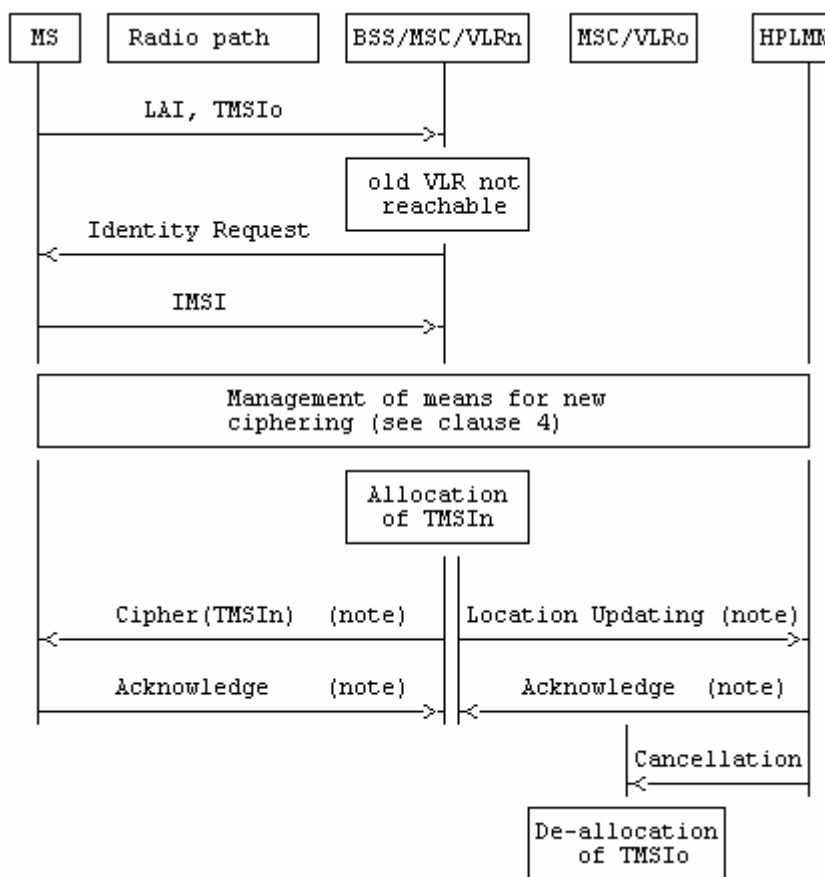 MS Radio path BSS/MSC/VLRn MSC/VLRo HPLMN
LAI, TMSIo
old VLR not
reachable
Identity Request
IMSI
Management of means for new
ciphering (see clause 4)
Allocation
of TMSIn
Cipher(TMSIn) (note) Location Updating (note)
Acknowledge (note) Acknowledge (note)
Cancellation
De-allocation
of TMSIo